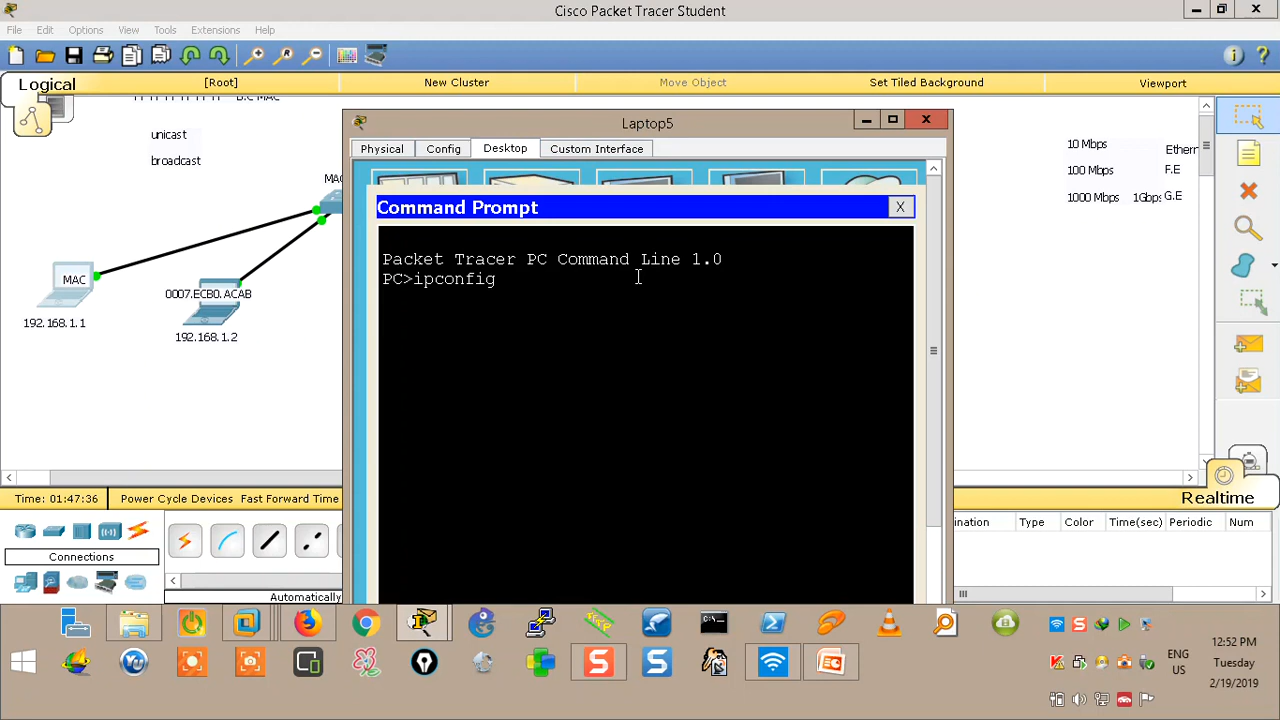 Cisco Packet Tracer Student
File Edit Options View Tools Extensions Help
Logical [Root] New Cluster Move Object Set Tiled Background Viewport
unicast
broadcast
MAC
0007.ECB0.ACAB
192.168.1.1
192.168.1.2
Laptop5
Physical Config Desktop Custom Interface
Command Prompt X
Packet Tracer PC Command Line 1.0
PC>ipconfig
10 Mbps Ethern
100 Mbps F.E
1000 Mbps 1Gbps G.E
Time: 01:47:36 Power Cycle Devices Fast Forward Time Realtime
Connections
Automatically
ination Type Color Time(sec) Periodic Num
ENG
US
12:52 PM
Tuesday
2/19/2019